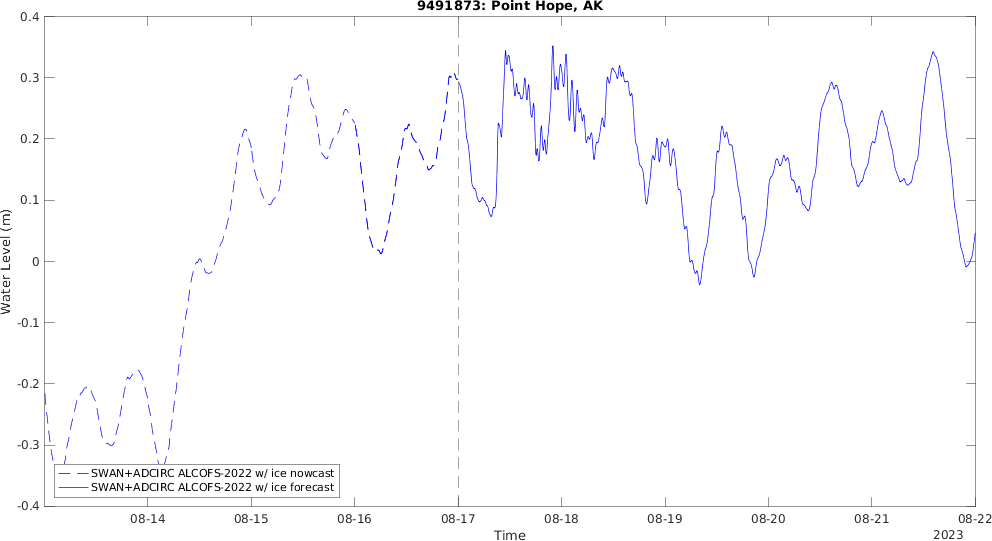 9491873: Point Hope, AK
0.4
0.3
0.2
0.1
0
-0.1
-0.2
-0.3
-0.4
Water Level (m)
SWAN+ADCIRC ALCOFS-2022 w/ ice nowcast
SWAN+ADCIRC ALCOFS-2022 w/ ice forecast
08-14 08-15 08-16 08-17 08-18 08-19 08-20 08-21 08-22
Time
2023